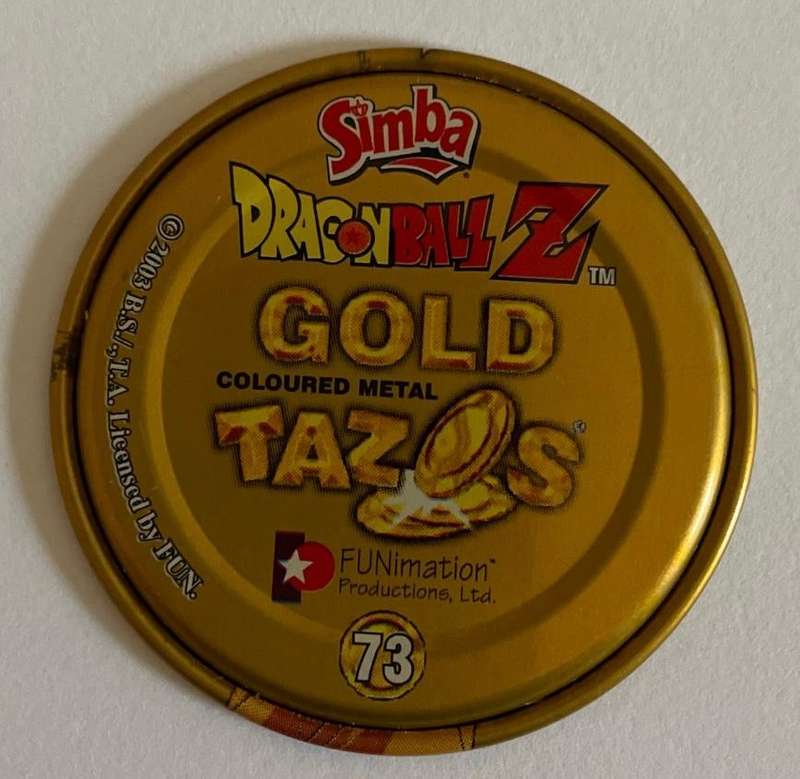 Simba
DRAGONBALL Z™
GOLD
COLOURED METAL
TAZOS
FUNimation™
Productions, Ltd.
73
© 2003 B.S./,T.A. Licensed by FUN.